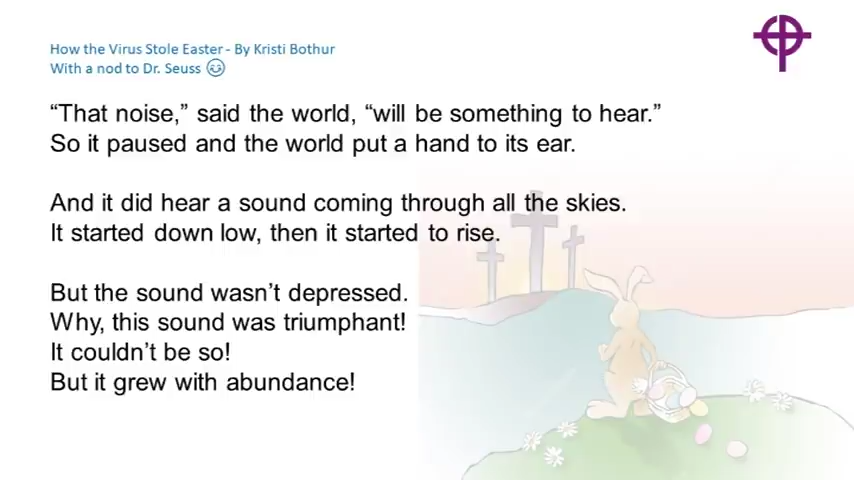 How the Virus Stole Easter - By Kristi Bothur
With a nod to Dr. Seuss 😄
“That noise,” said the world, “will be something to hear.”
So it paused and the world put a hand to its ear.
And it did hear a sound coming through all the skies.
It started down low, then it started to rise.
But the sound wasn’t depressed.
Why, this sound was triumphant!
It couldn’t be so!
But it grew with abundance!